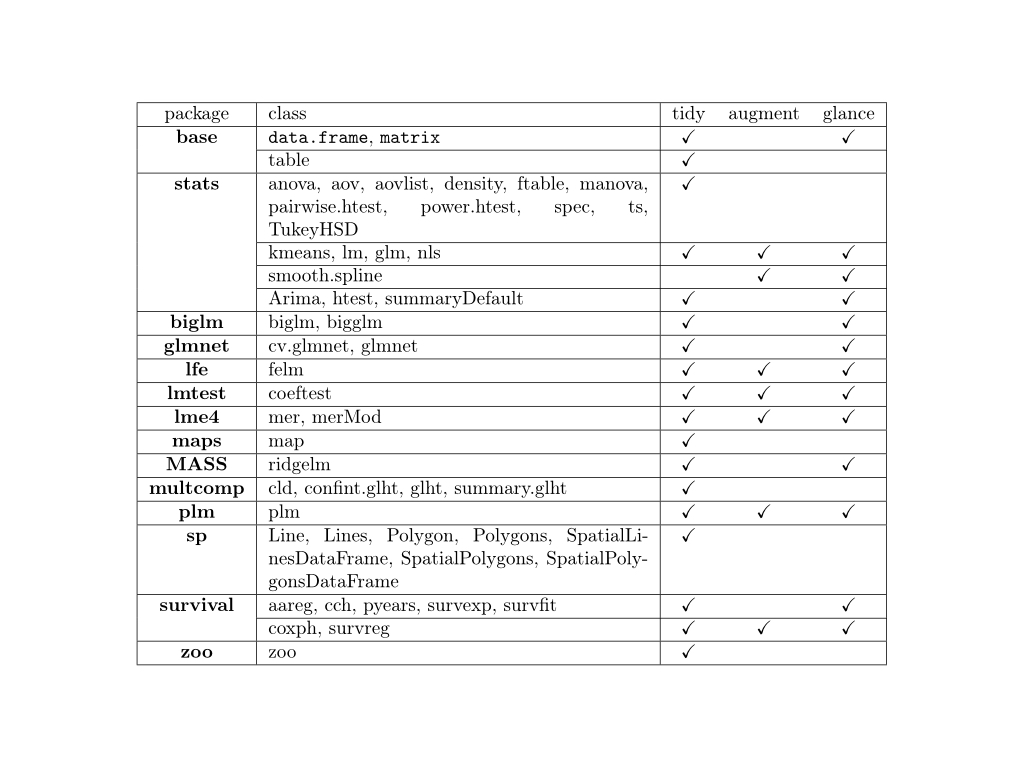 package class tidy augment glance
base data.frame, matrix ✓ ✓
table ✓
stats anova, aov, aovlist, density, ftable, manova, ✓
pairwise.htest, power.htest, spec, ts,
TukeyHSD
kmeans, lm, glm, nls ✓ ✓ ✓
smooth.spline ✓ ✓
Arima, htest, summaryDefault ✓ ✓
biglm biglm, bigglm ✓ ✓
glmnet cv.glmnet, glmnet ✓ ✓
lfe felm ✓ ✓ ✓
lmtest coeftest ✓ ✓ ✓
lme4 mer, merMod ✓ ✓ ✓
maps map ✓
MASS ridgelm ✓ ✓
multcomp cld, confint.glht, glht, summary.glht ✓
plm plm ✓ ✓ ✓
sp Line, Lines, Polygon, Polygons, SpatialLi- ✓
nesDataFrame, SpatialPolygons, SpatialPoly-
gonsDataFrame
survival aareg, cch, pyears, survexp, survfit ✓ ✓
coxph, survreg ✓ ✓ ✓
zoo zoo ✓